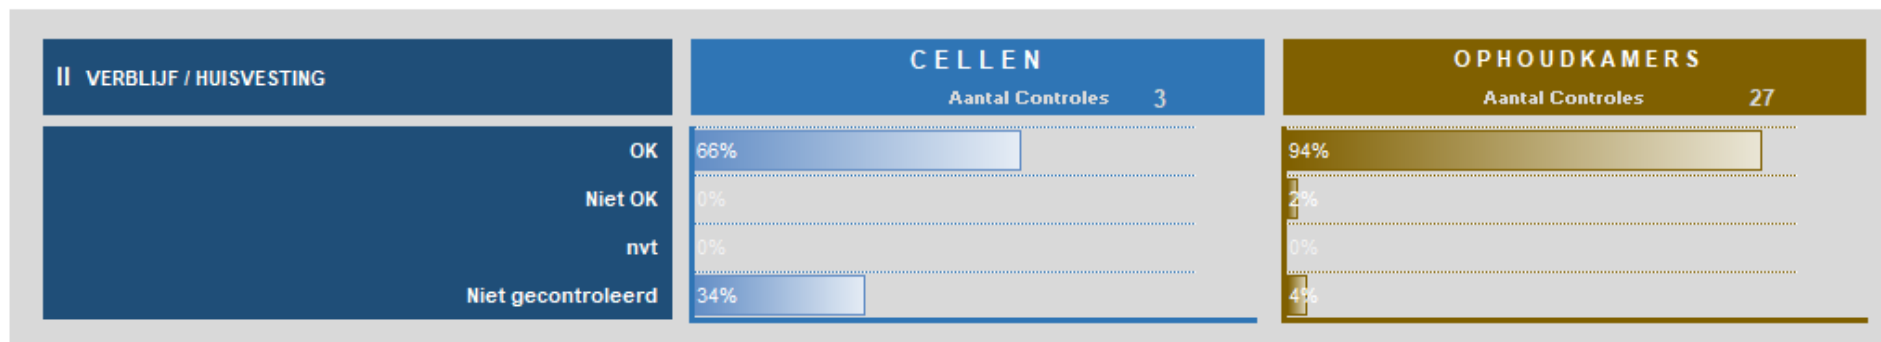 II VERBLIJF / HUISVESTING
CELLEN
Aantal Controles 3
OPHOUDKAMERS
Aantal Controles 27
OK 66% 94%
Niet OK 0% 2%
nvt 0% 0%
Niet gecontroleerd 34% 4%